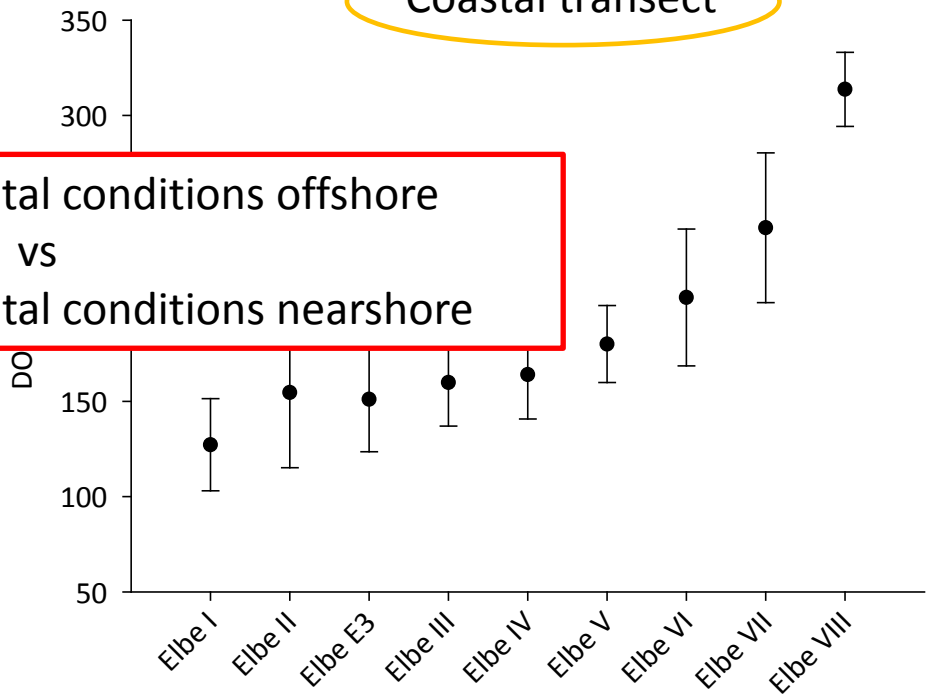 Coastal transect
350
300
tal conditions offshore
vs
tal conditions nearshore
DO
150
100
50
Elbe I
Elbe II
Elbe E3
Elbe III
Elbe IV
Elbe V
Elbe VI
Elbe VII
Elbe VIII